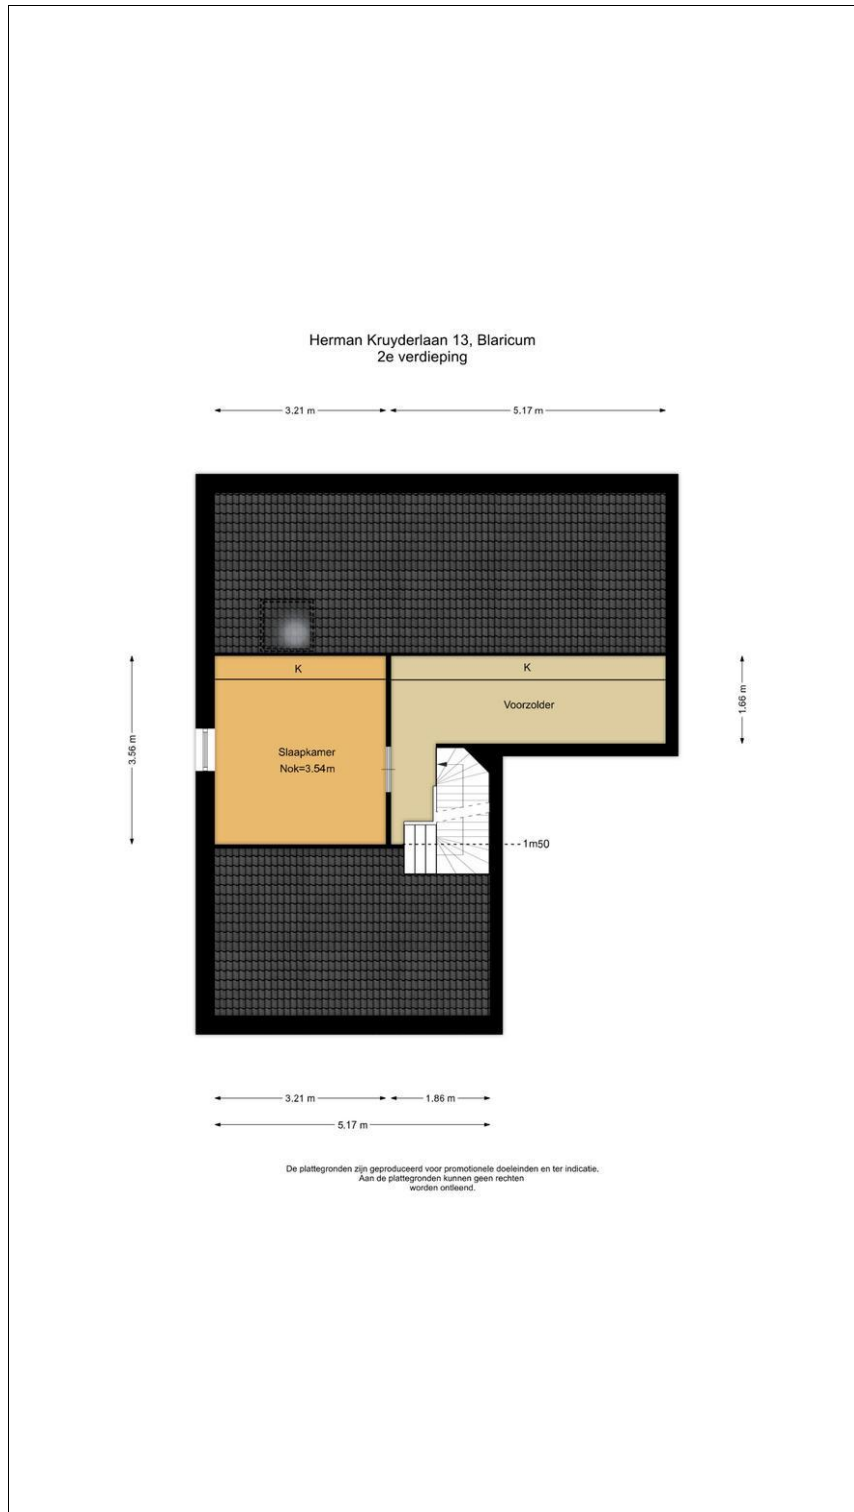 Herman Kruyderlaan 13, Blaricum
2e verdieping
3.21 m
5.17 m
K
K
Voorzolder
3.56 m
1.66 m
Slaapkamer
Nok=3.54m
1m50
3.21 m
1.86 m
5.17 m
De plattegronden zijn geproduceerd voor promotionele doeleinden en ter indicatie.
Aan de plattegronden kunnen geen rechten
worden ontleend.